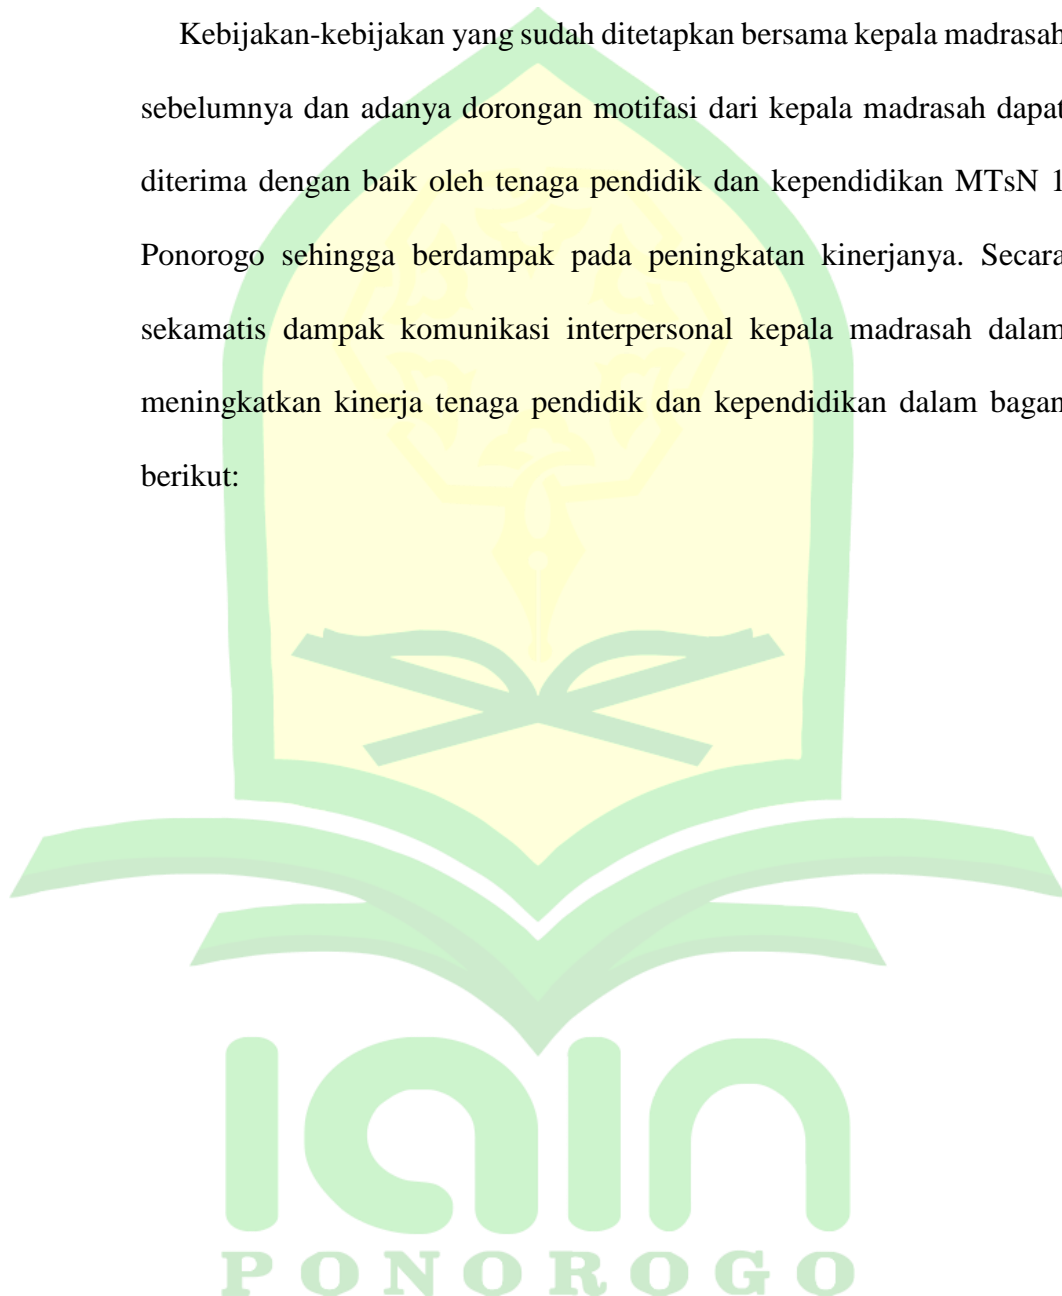 Kebijakan-kebijakan yang sudah ditetapkan bersama kepala madrasah
sebelumnya dan adanya dorongan motifasi dari kepala madrasah dapat
diterima dengan baik oleh tenaga pendidik dan kependidikan MTsN 1
Ponorogo sehingga berdampak pada peningkatan kinerjanya. Secara
sekamatis dampak komunikasi interpersonal kepala madrasah dalam
meningkatkan kinerja tenaga pendidik dan kependidikan dalam bagan
berikut:
iain
PONOROGO